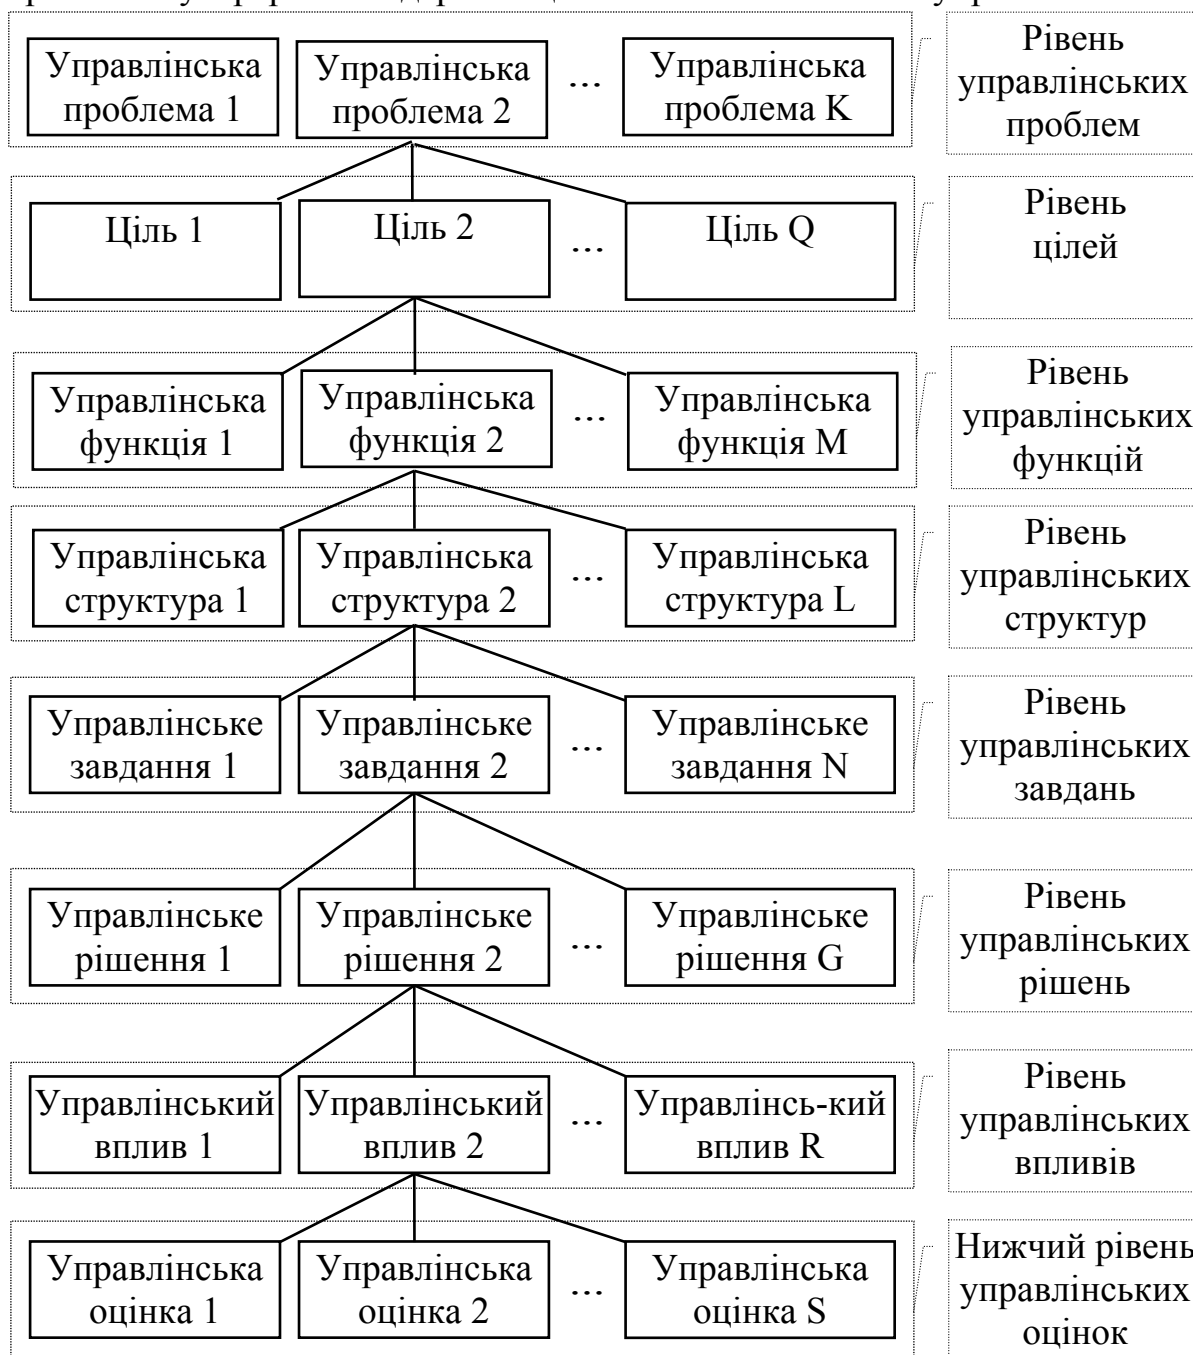 Управлінська
проблема 1
Управлінська
проблема 2
...
Управлінська
проблема K
Рівень
управлінських
проблем
Ціль 1
Ціль 2
...
Ціль Q
Рівень
цілей
Управлінська
функція 1
Управлінська
функція 2
...
Управлінська
функція M
Рівень
управлінських
функцій
Управлінська
структура 1
Управлінська
структура 2
...
Управлінська
структура L
Рівень
управлінських
структур
Управлінське
завдання 1
Управлінське
завдання 2
...
Управлінське
завдання N
Рівень
управлінських
завдань
Управлінське
рішення 1
Управлінське
рішення 2
...
Управлінське
рішення G
Рівень
управлінських
рішень
Управлінський
вплив 1
Управлінський
вплив 2
...
Управлінсь-кий
вплив R
Рівень
управлінських
впливів
Управлінська
оцінка 1
Управлінська
оцінка 2
...
Управлінська
оцінка S
Нижчий рівень
управлінських
оцінок